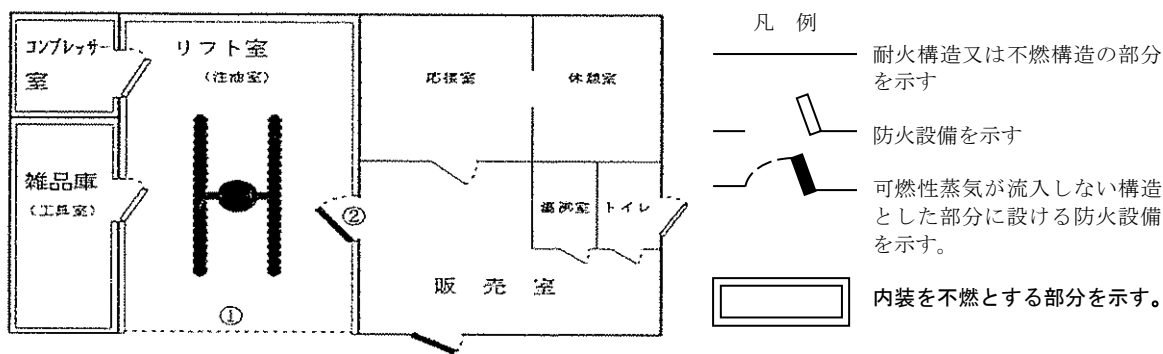 コンプレッサー
室
リフト室
(注油室)
応接室
休憩室
雑品庫
(工具室)
湯沸室
トイレ
②
販売室
①
凡例
耐火構造又は不燃構造の部分
を示す
防火設備を示す
可燃性蒸気が流入しない構造
とした部分に設ける防火設備
を示す。
内装を不燃とする部分を示す。